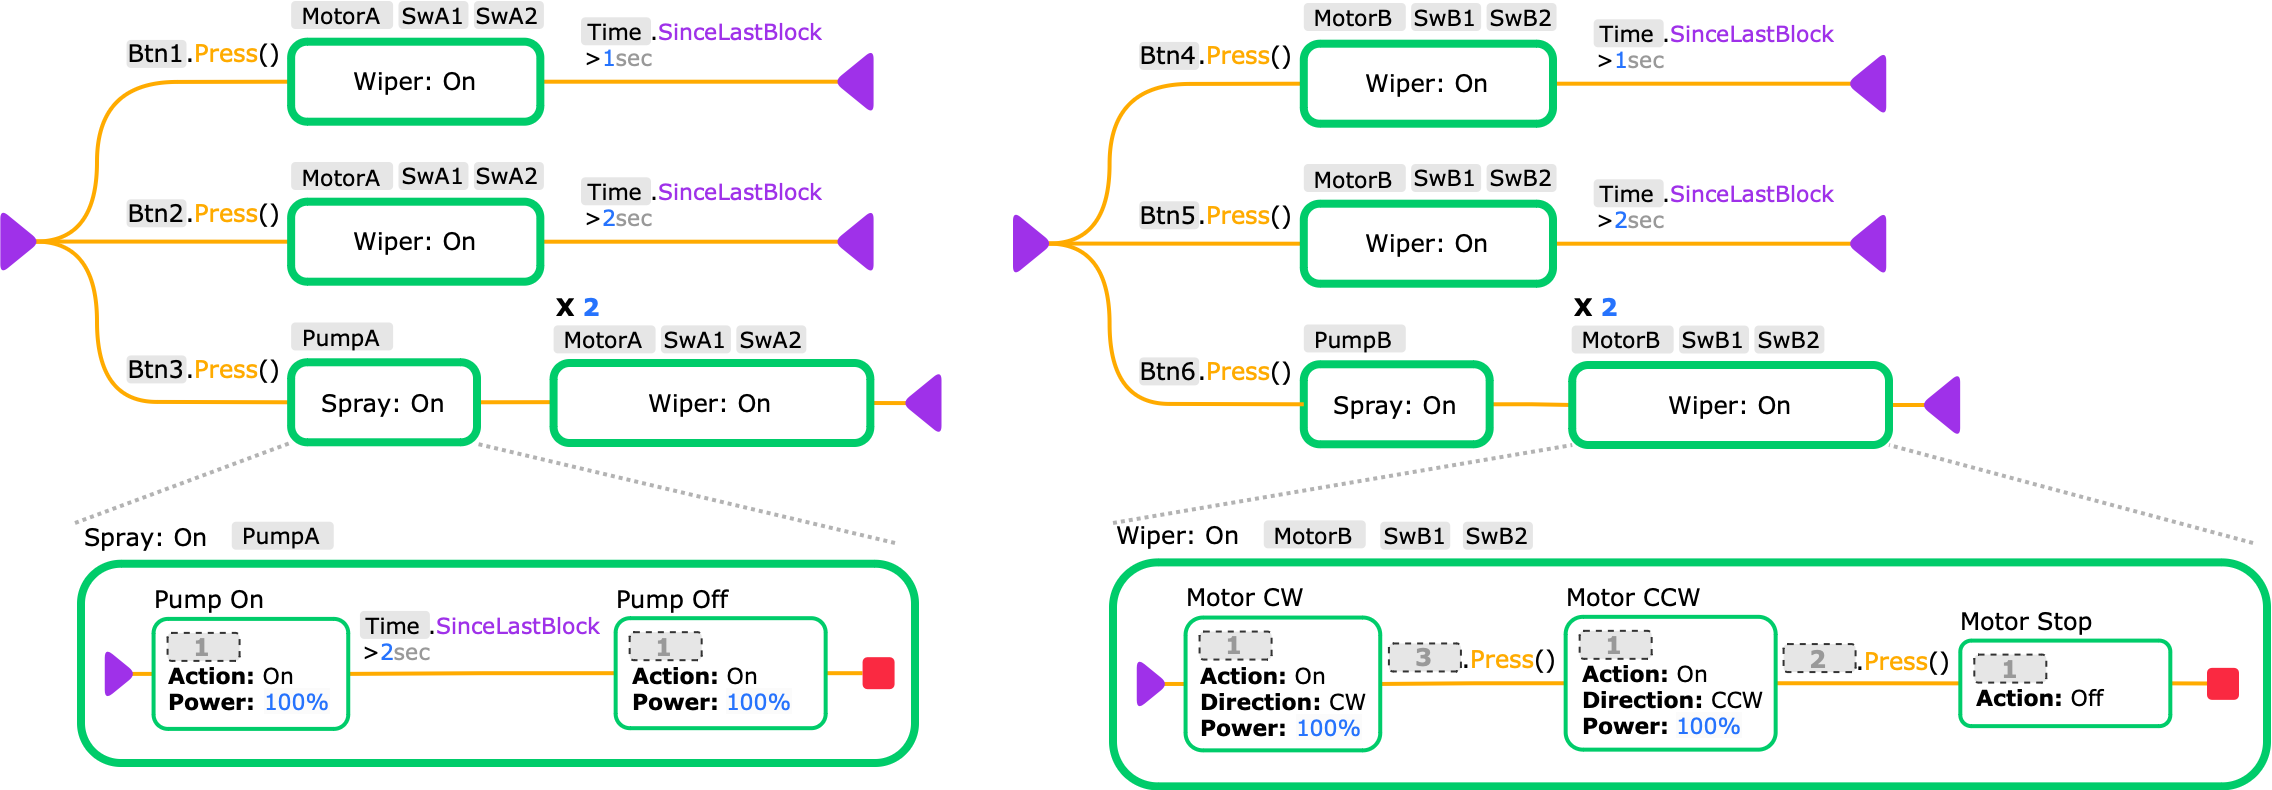 MotorA SwA1 SwA2
Btn1.Press()
Wiper: On
Time .SinceLastBlock
>1sec
MotorA SwA1 SwA2
Btn2.Press()
Wiper: On
Time .SinceLastBlock
>2sec
X 2
PumpA
MotorA SwA1 SwA2
Btn3.Press()
Spray: On
Wiper: On
Spray: On PumpA
Pump On
1
Action: On
Power: 100%
Time .SinceLastBlock
>2sec
Pump Off
1
Action: On
Power: 100%
MotorB SwB1 SwB2
Btn4.Press()
Wiper: On
Time .SinceLastBlock
>1sec
MotorB SwB1 SwB2
Btn5.Press()
Wiper: On
Time .SinceLastBlock
>2sec
X 2
PumpB
MotorB SwB1 SwB2
Btn6.Press()
Spray: On
Wiper: On
Wiper: On MotorB SwB1 SwB2
Motor CW
1
Action: On
Direction: CW
Power: 100%
3 .Press()
Motor CCW
1
Action: On
Direction: CCW
Power: 100%
2 .Press()
Motor Stop
1
Action: Off